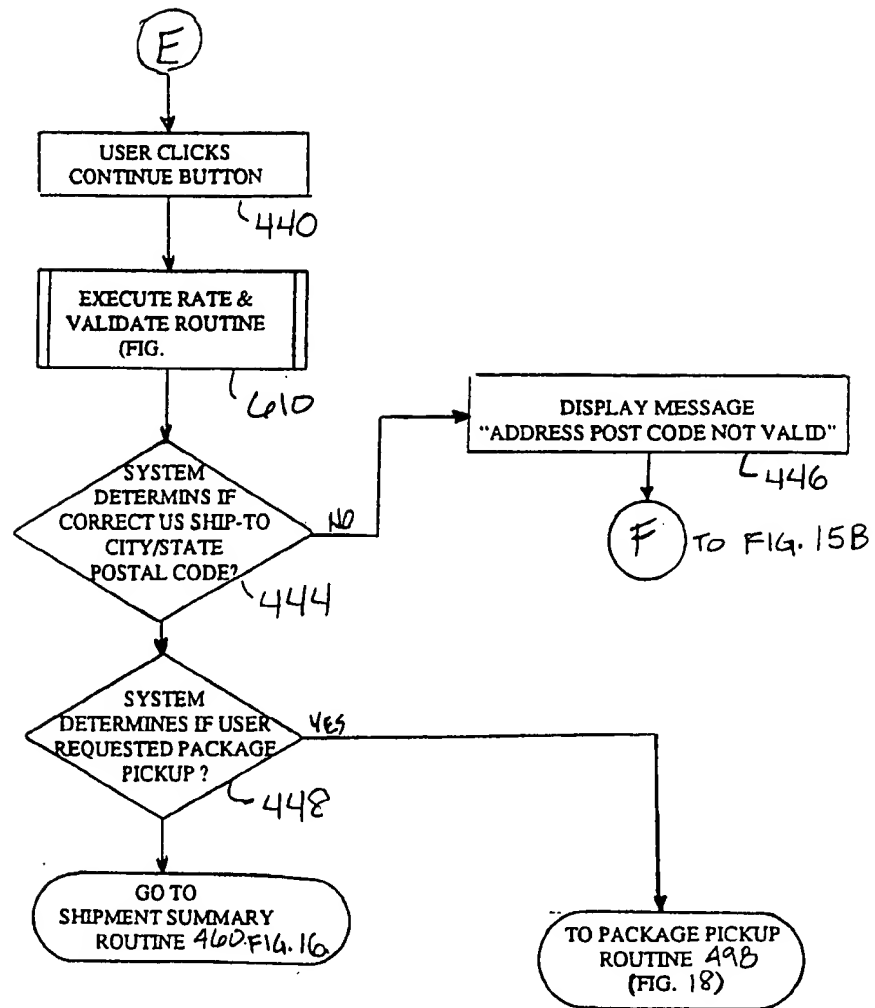 E
USER CLICKS
CONTINUE BUTTON
440
EXECUTE RATE &
VALIDATE ROUTINE
(FIG.
610
SYSTEM
DETERMINS IF
CORRECT US SHIP-TO
CITY/STATE
POSTAL CODE?
NO
444
DISPLAY MESSAGE
"ADDRESS POST CODE NOT VALID"
446
F TO FIG. 15B
SYSTEM
DETERMINES IF USER
REQUESTED PACKAGE
PICKUP ?
YES
448
GO TO
SHIPMENT SUMMARY
ROUTINE 460 FIG. 16
TO PACKAGE PICKUP
ROUTINE 498
(FIG. 18)